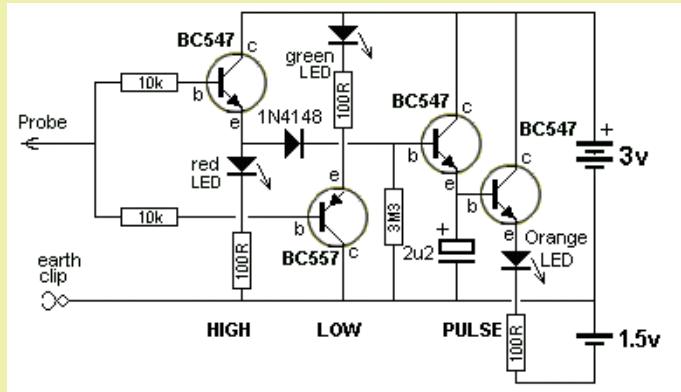 BC547
c
green
LED
10k
b
e
100R
BC547
c
BC547
+
1N4148
Probe
red
LED
b
e
c
3v
b
e
10k
b
c
BC557
3M3
+
2u2
e
Orange
LED
earth
clip
100R
HIGH
LOW
PULSE
100R
1.5v